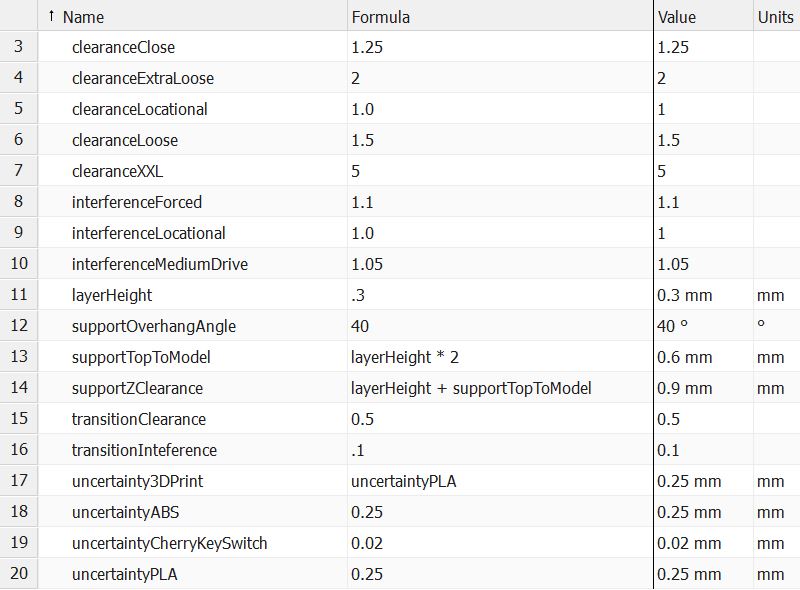 ↑ Name Formula Value Units
3 clearanceClose 1.25 1.25
4 clearanceExtraLoose 2 2
5 clearanceLocational 1.0 1
6 clearanceLoose 1.5 1.5
7 clearanceXXL 5 5
8 interferenceForced 1.1 1.1
9 interferenceLocational 1.0 1
10 interferenceMediumDrive 1.05 1.05
11 layerHeight .3 0.3 mm mm
12 supportOverhangAngle 40 40 º º
13 supportTopToModel layerHeight * 2 0.6 mm mm
14 supportZClearance layerHeight + supportTopToModel 0.9 mm mm
15 transitionClearance 0.5 0.5
16 transitionInteference .1 0.1
17 uncertainty3DPrint uncertaintyPLA 0.25 mm mm
18 uncertaintyABS 0.25 0.25 mm mm
19 uncertaintyCherryKeySwitch 0.02 0.02 mm mm
20 uncertaintyPLA 0.25 0.25 mm mm